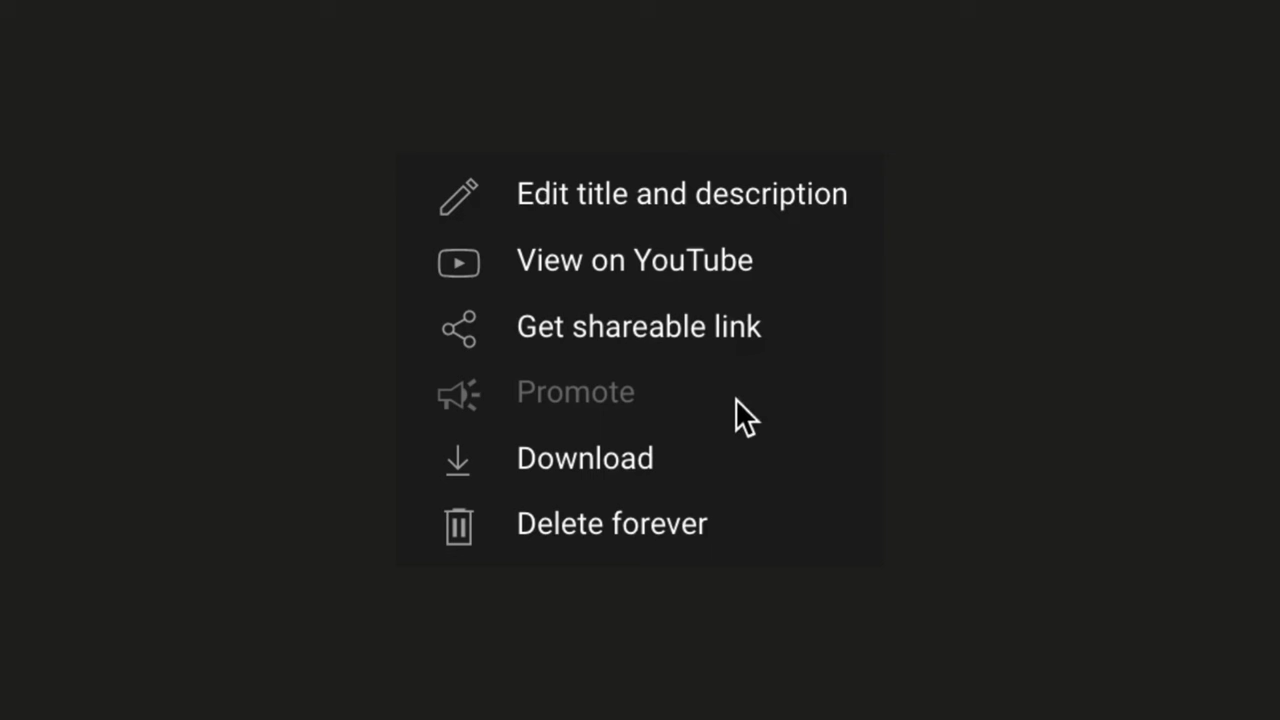 Edit title and description
View on YouTube
Get shareable link
Promote
Download
Delete forever